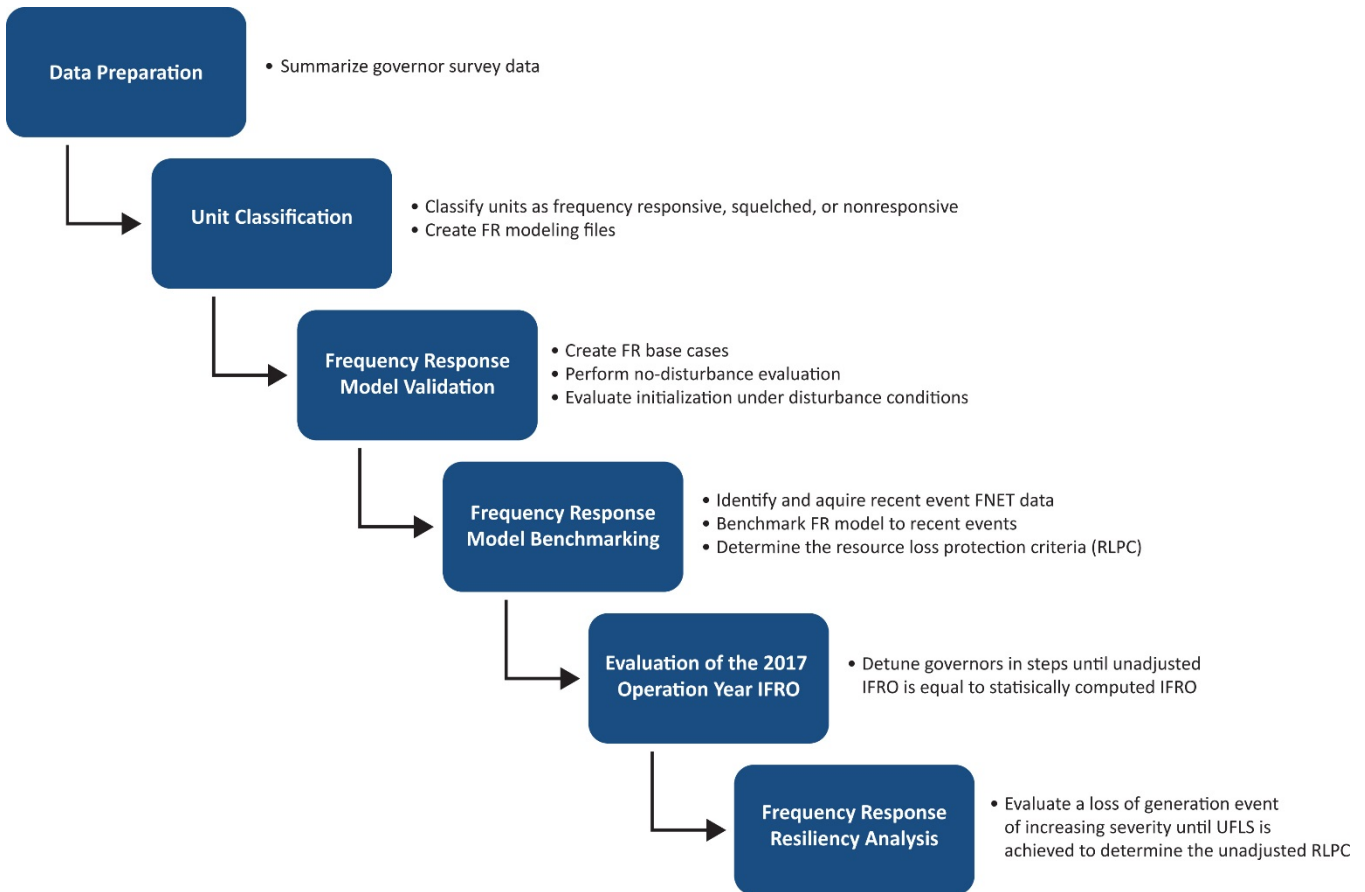 Data Preparation
• Summarize governor survey data
Unit Classification
• Classify units as frequency responsive, squelched, or nonresponsive
• Create FR modeling files
Frequency Response
Model Validation
• Create FR base cases
• Perform no-disturbance evaluation
• Evaluate initialization under disturbance conditions
Frequency Response
Model Benchmarking
• Identify and aquire recent event FNET data
• Benchmark FR model to recent events
• Determine the resource loss protection criteria (RLPC)
Evaluation of the 2017
Operation Year IFRO
• Detune governors in steps until unadjusted
IFRO is equal to statisically computed IFRO
Frequency Response
Resiliency Analysis
• Evaluate a loss of generation event
of increasing severity until UFLS is
achieved to determine the unadjusted RLPC